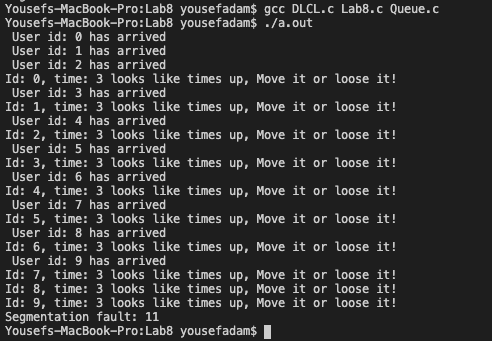 Yousefs-MacBook-Pro:Lab8 yousefadam$ gcc DLCL.c Lab8.c Queue.c
Yousefs-MacBook-Pro:Lab8 yousefadam$ ./a.out
 User id: 0 has arrived
 User id: 1 has arrived
 User id: 2 has arrived
Id: 0, time: 3 looks like times up, Move it or loose it!
 User id: 3 has arrived
Id: 1, time: 3 looks like times up, Move it or loose it!
 User id: 4 has arrived
Id: 2, time: 3 looks like times up, Move it or loose it!
 User id: 5 has arrived
Id: 3, time: 3 looks like times up, Move it or loose it!
 User id: 6 has arrived
Id: 4, time: 3 looks like times up, Move it or loose it!
 User id: 7 has arrived
Id: 5, time: 3 looks like times up, Move it or loose it!
 User id: 8 has arrived
Id: 6, time: 3 looks like times up, Move it or loose it!
 User id: 9 has arrived
Id: 7, time: 3 looks like times up, Move it or loose it!
Id: 8, time: 3 looks like times up, Move it or loose it!
Id: 9, time: 3 looks like times up, Move it or loose it!
Segmentation fault: 11
Yousefs-MacBook-Pro:Lab8 yousefadam$